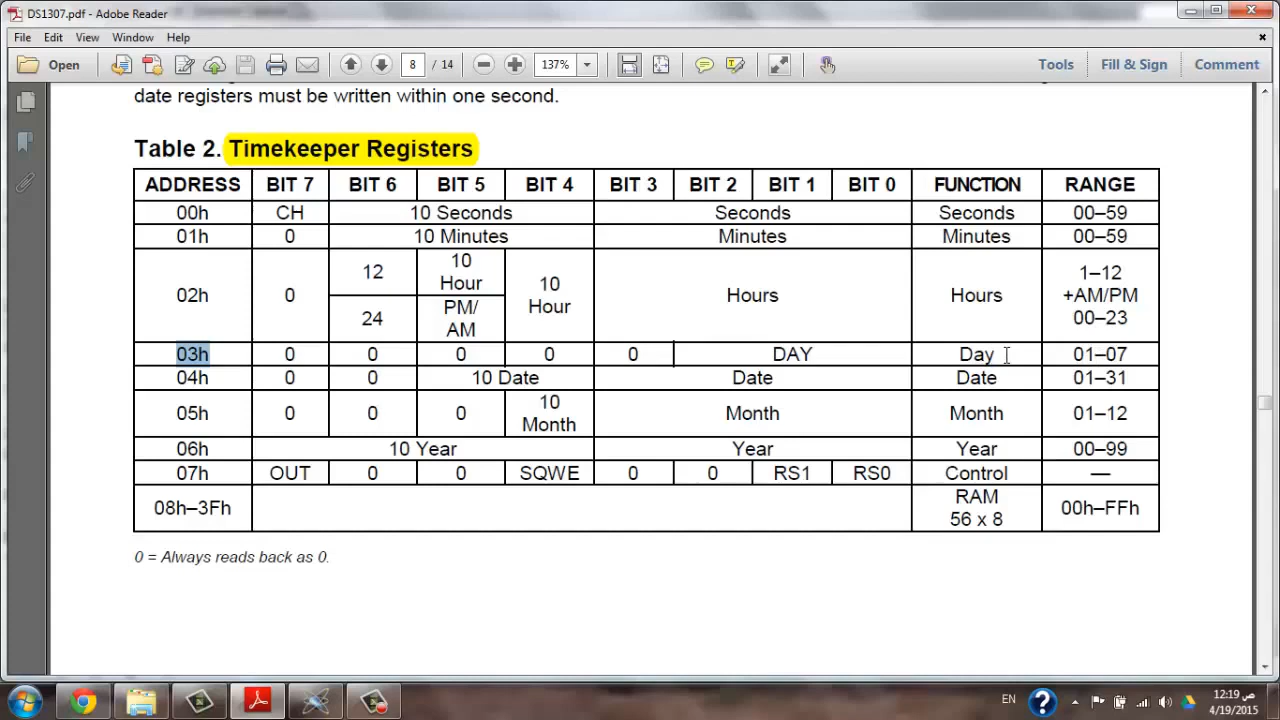 DS1307.pdf - Adobe Reader
File Edit View Window Help
Open 8 / 14 137% Tools Fill & Sign Comment
date registers must be written within one second.
Table 2. Timekeeper Registers
ADDRESS BIT 7 BIT 6 BIT 5 BIT 4 BIT 3 BIT 2 BIT 1 BIT 0 FUNCTION RANGE
00h CH 10 Seconds Seconds Seconds 00–59
01h 0 10 Minutes Minutes Minutes 00–59
02h 0 12 10 Hour 10 Hour Hours Hours 1–12 +AM/PM 00–23
24 PM/ AM
03h 0 0 0 0 0 DAY Day 01–07
04h 0 0 10 Date Date Date 01–31
05h 0 0 0 10 Month Month Month 01–12
06h 10 Year Year Year 00–99
07h OUT 0 0 SQWE 0 0 RS1 RS0 Control —
08h–3Fh RAM 56 x 8 00h–FFh
0 = Always reads back as 0.
EN 12:19 ص
4/19/2015